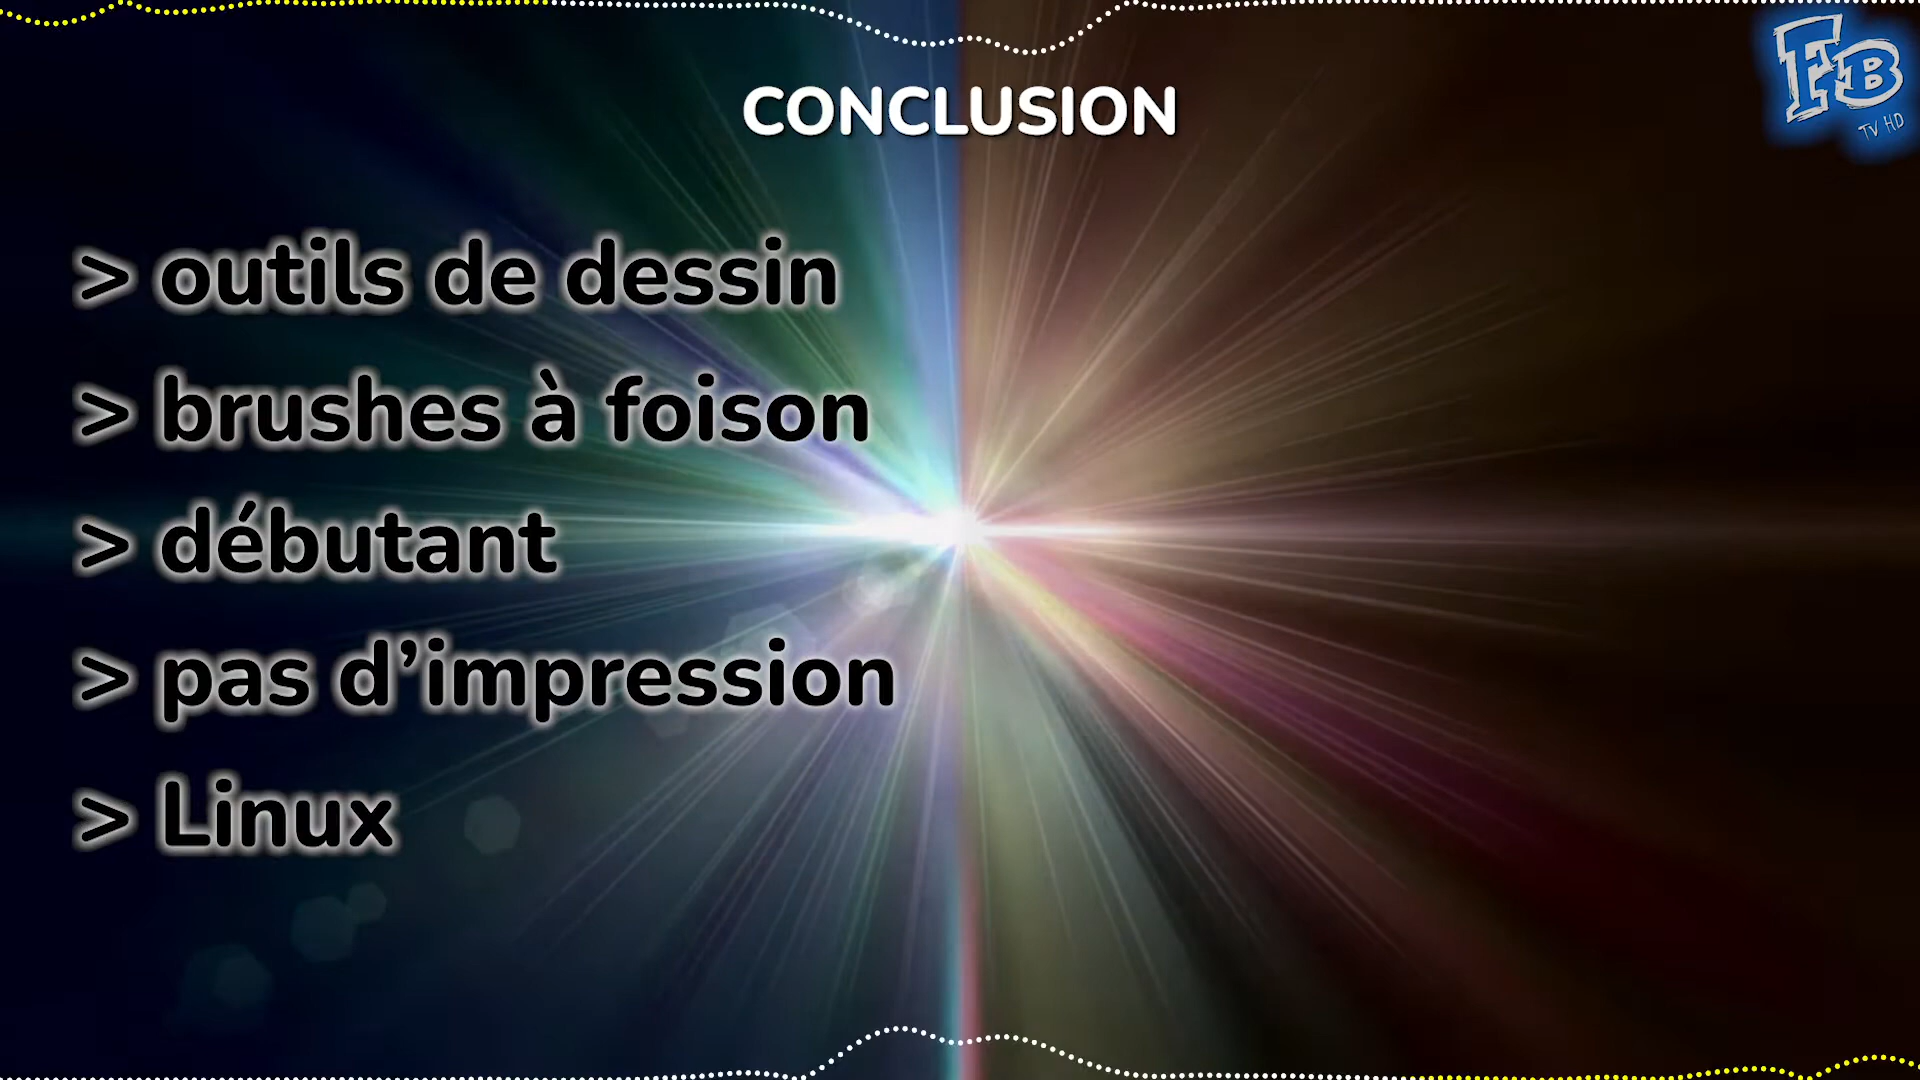 CONCLUSION
FB
TV HD
> outils de dessin
> brushes à foison
> débutant
> pas d’impression
> Linux